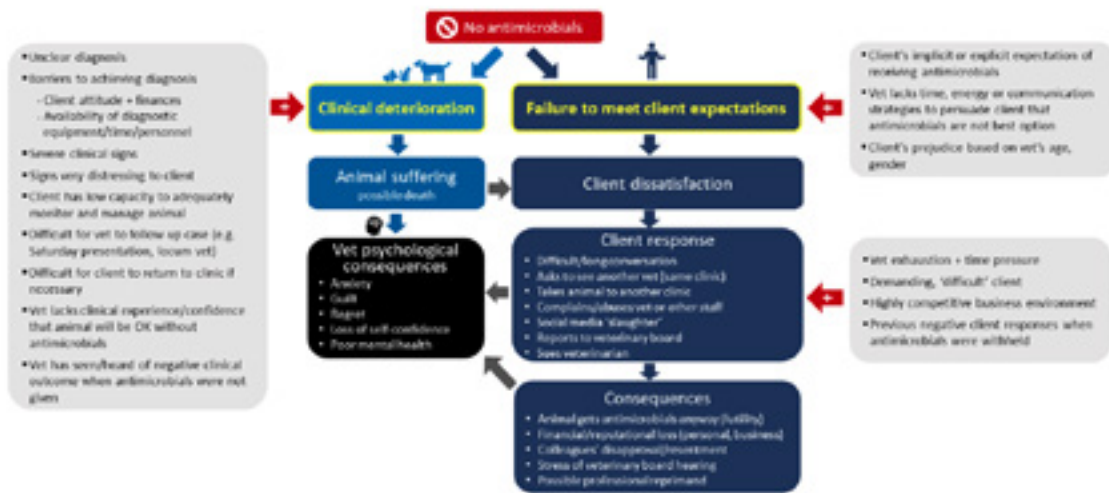 No antimicrobials
• Unclear diagnosis
• Barriers to achieving diagnosis
- Client attitude + finances
- Availability of diagnostic
equipment/time/personnel
• Severe clinical signs
• Signs very distressing to client
• Client has low capacity to adequately
monitor and manage animal
• Difficult for vet to follow up case (e.g.
Saturday presentation, locum vet)
• Difficult for client to return to clinic if
necessary
• Vet lacks clinical experience/confidence
that animal will be OK without
antimicrobials
• Vet has seen/heard of negative clinical
outcome when antimicrobials were not
given
Clinical deterioration
Failure to meet client expectations
• Client's implicit or explicit expectation of
receiving antimicrobials
• Vet lacks time, energy or communication
strategies to persuade client that
antimicrobials are not best option
• Client's prejudice based on vet's age,
gender
Animal suffering
possible death
Client dissatisfaction
Vet psychological
consequences
• Anxiety
• Guilt
• Regret
• Loss of self-confidence
• Poor mental health
Client response
• Difficult/long conversation
• Asks to see another vet (same clinic)
• Takes animal to another clinic
• Complains/abuses vet or other staff
• Social media 'slaughter'
• Reports to veterinary board
• Sues veterinarian
• Vet exhaustion + time pressure
• Demanding, 'difficult' client
• Highly competitive business environment
• Previous negative client responses when
antimicrobials were withheld
Consequences
• Animal gets antimicrobials anyway (futility)
• Financial/reputational loss (personal, business)
• Colleagues' disapproval/resentment
• Stress of veterinary board hearing
• Possible professional reprimand